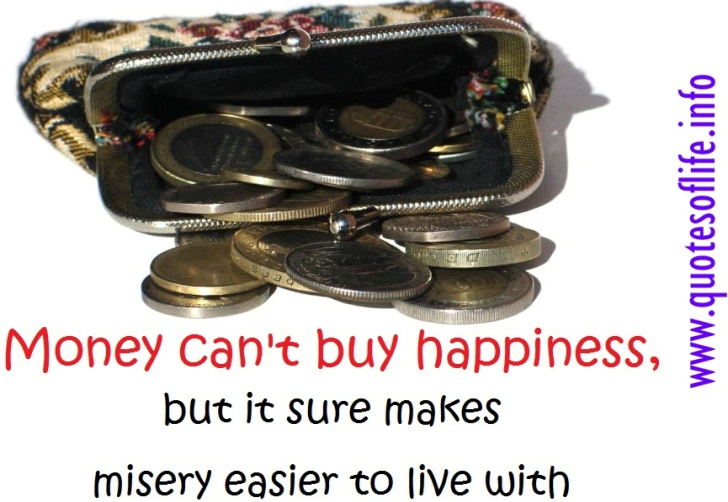 Money can't buy happiness,
but it sure makes
misery easier to live with
www.quotesoflife.info